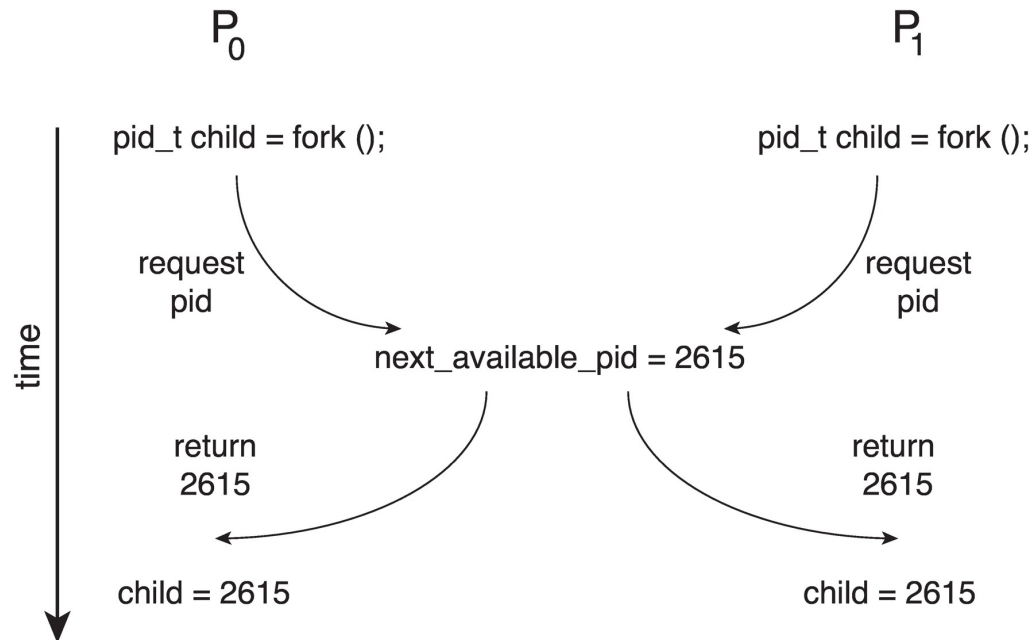 P0 P1
pid_t child = fork (); pid_t child = fork ();
request request
pid pid
time
next_available_pid = 2615
return return
2615 2615
child = 2615 child = 2615